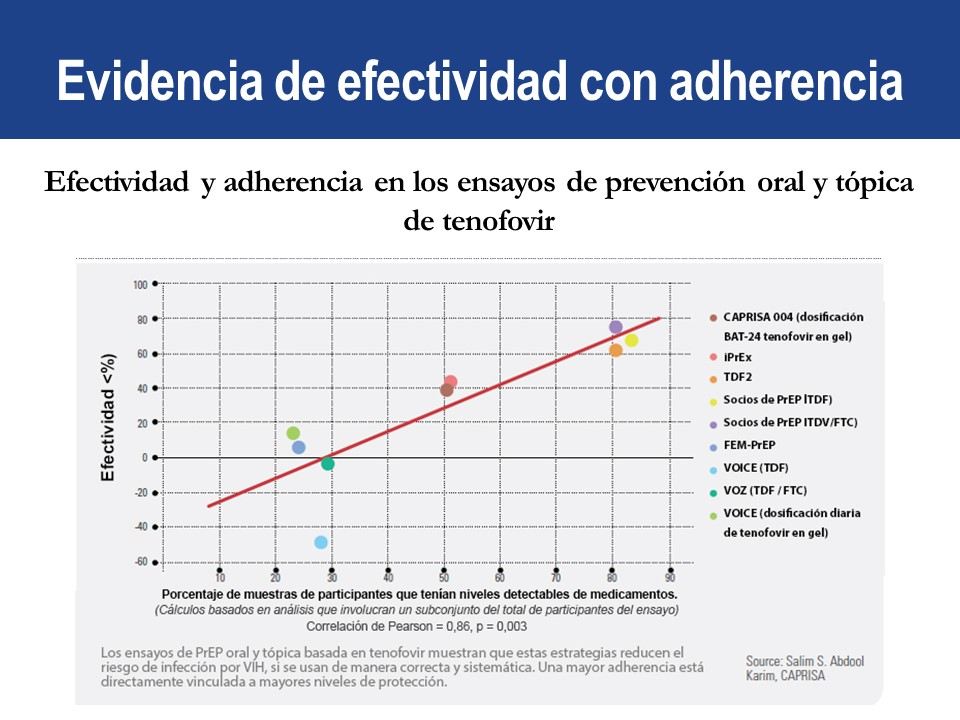 Evidencia de efectividad con adherencia
Efectividad y adherencia en los ensayos de prevención oral y tópica
de tenofovir
100
80
60
40
20
0
-20
-40
-60
Efectividad <%)
10 20 30 40 50 60 70 80 90
CAPRISA 004 (dosificación
BAT-24 tenofovir en gel)
iPrEx
TDF2
Socios de PrEP lTDF)
Socios de PrEP lTDV/FTC)
FEM-PrEP
VOICE (TDF)
VOZ (TDF / FTC)
VOICE (dosificación diaria
de tenofovir en gel)
Porcentaje de muestras de participantes que tenían niveles detectables de medicamentos.
(Cálculos basados en análisis que involucran un subconjunto del total de participantes del ensayo)
Correlación de Pearson = 0,86, p = 0,003
Los ensayos de PrEP oral y tópica basada en tenofovir muestran que estas estrategias reducen el
riesgo de infección por VIH, si se usan de manera correcta y sistemática. Una mayor adherencia está
directamente vinculada a mayores niveles de protección.
Source: Salim S. Abdool
Karim, CAPRISA